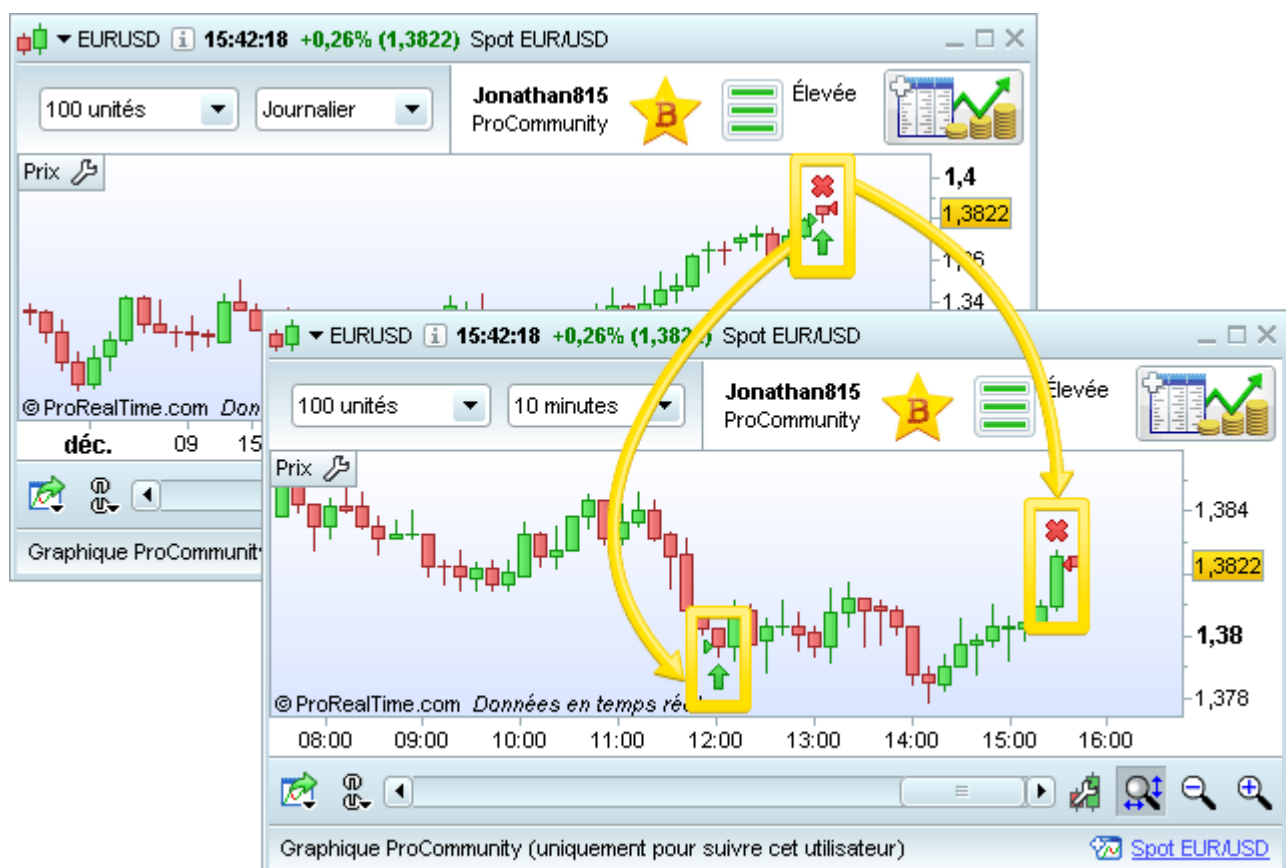 EURUSD 15:42:18 +0,26% (1,3822) Spot EUR/USD
100 unités Journalier Jonathan815 B Élevée
ProCommunity
Prix
1,4
1,3822
1,34
© ProRealTime.com
déc. 09 15
Graphique ProCommunity
EURUSD 15:42:18 +0,26% Spot EUR/USD
100 unités 10 minutes Jonathan815 B Élevée
ProCommunity
Prix
1,384
1,3822
1,38
1,378
© ProRealTime.com Données en temps
08:00 09:00 10:00 11:00 12:00 13:00 14:00 15:00 16:00
Graphique ProCommunity (uniquement pour suivre cet utilisateur) Spot EUR/USD